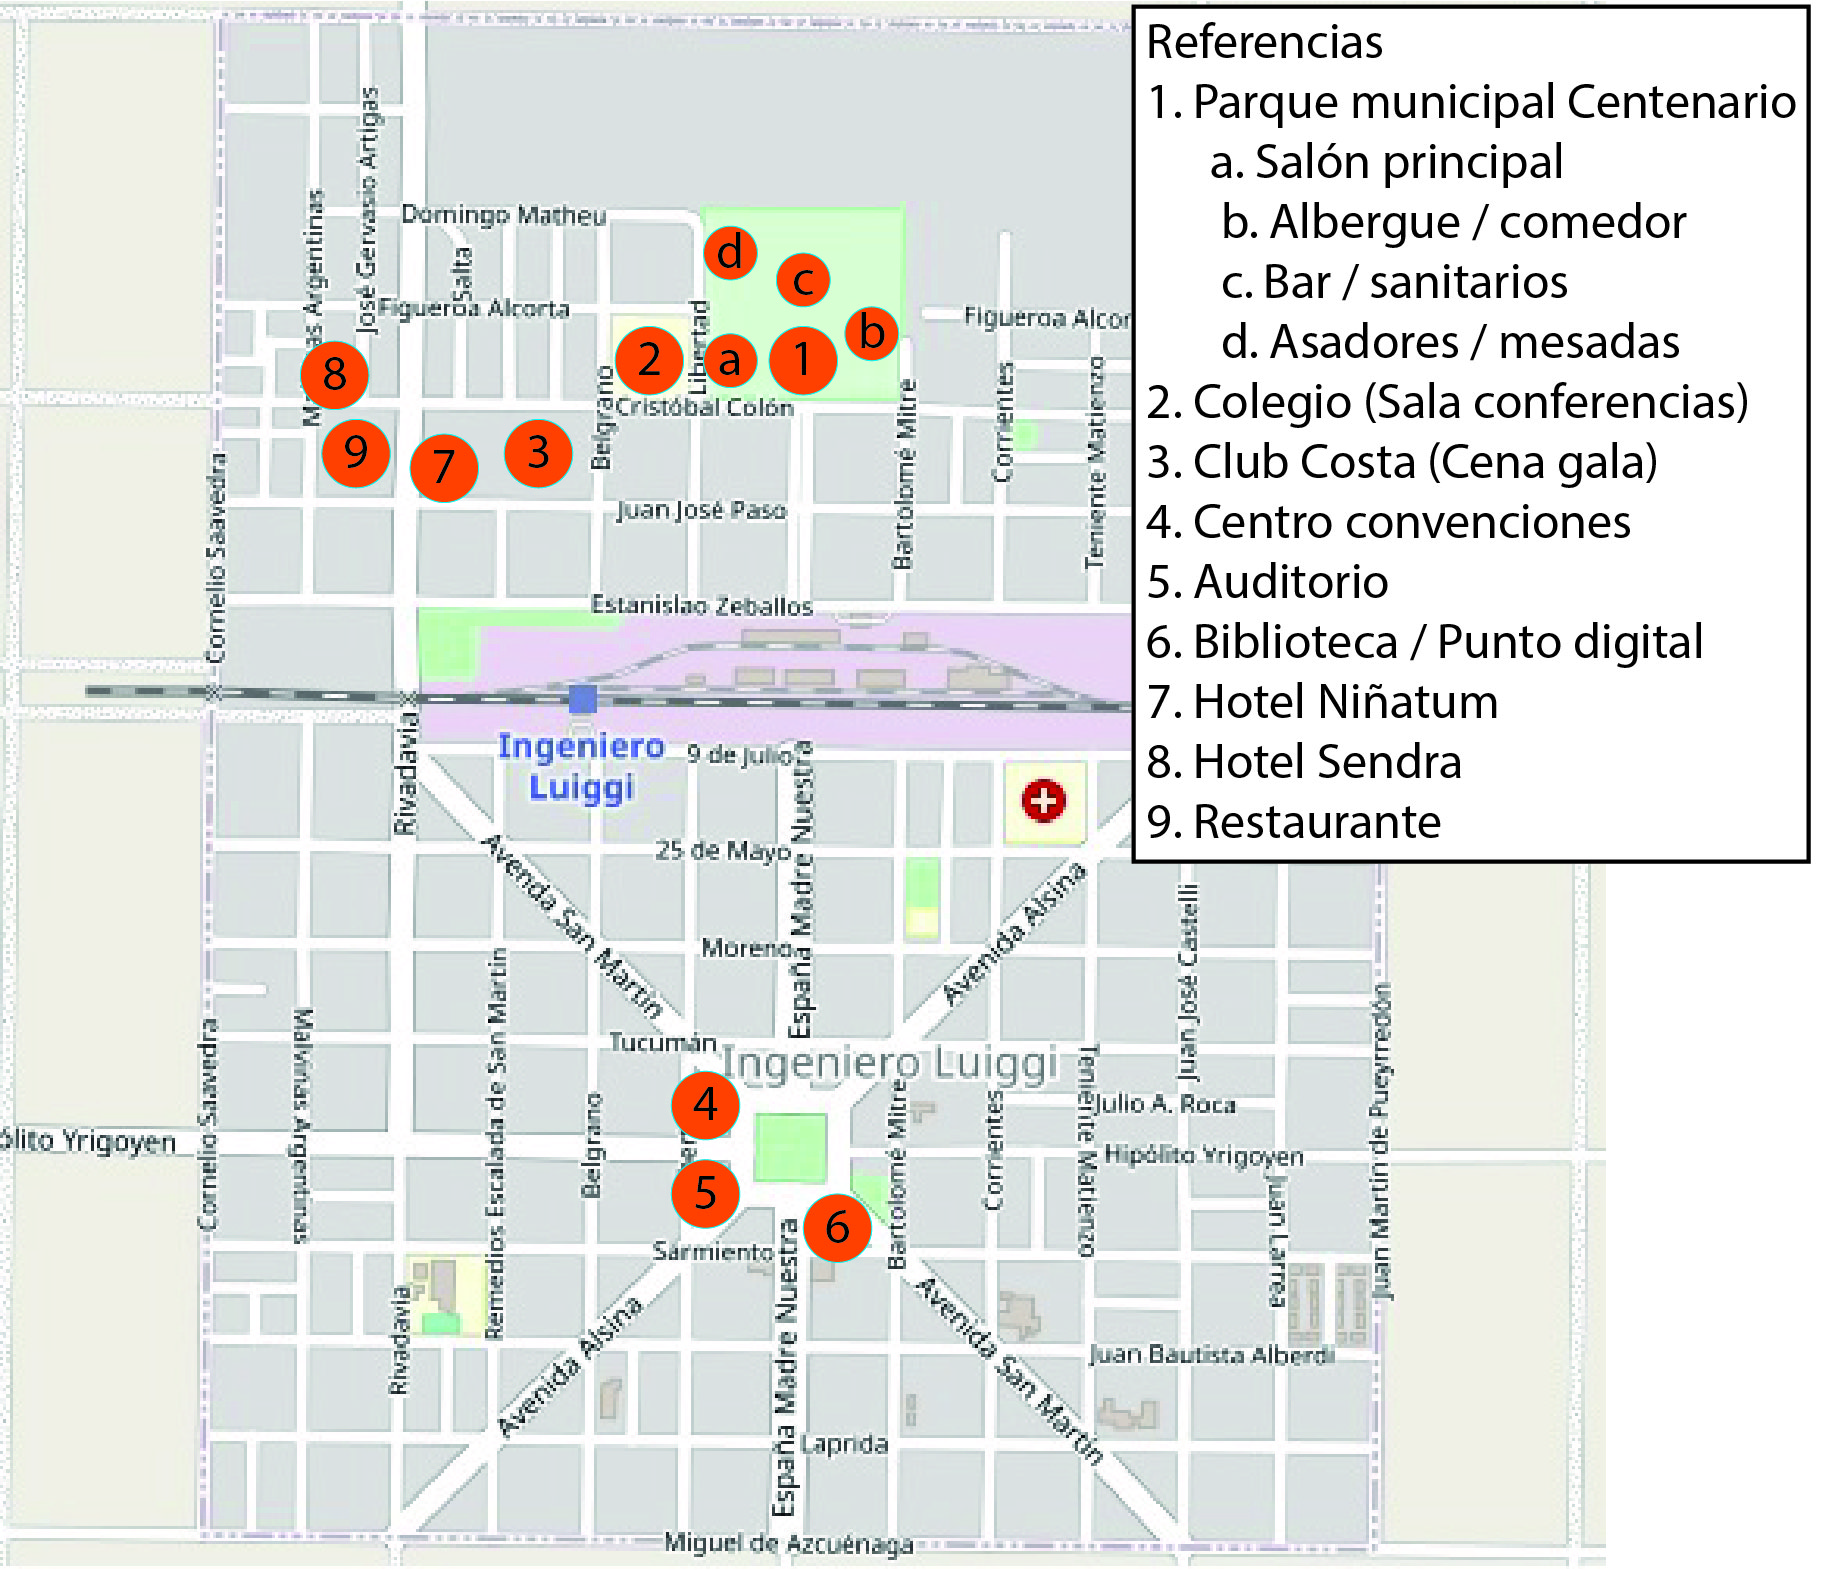 Referencias
1. Parque municipal Centenario
a. Salón principal
b. Albergue / comedor
c. Bar / sanitarios
d. Asadores / mesadas
2. Colegio (Sala conferencias)
3. Club Costa (Cena gala)
4. Centro convenciones
5. Auditorio
6. Biblioteca / Punto digital
7. Hotel Niñatum
8. Hotel Sendra
9. Restaurante
José Gervasio Artigas
Domingo Matheu
Argentinas
Salta
Figueroa Alcorta
Libertad
Figueroa Alcor
d
c
b
a
1
2
8
Cristóbal Colón
9
7
3
Belgrano
Bartolomé Mitre
Corrientes
Teniente Matienzo
Cornelio Saavedra
Juan José Paso
Estanislao Zeballos
Rivadavia
Ingeniero
Luiggi
9 de Julio
España Madre Nuestra
25 de Mayo
Avenida San Martín
Moreno
Avenida Alsina
Juan José Castelli
Remedios Escalada de San Martín
Tucumán
Ingeniero Luiggi
Juan Martín de Pueyrredón
Cornelio Saavedra
Malvinas Argentinas
4
Belgrano
Bartolomé Mitre
Corrientes
Teniente Matienzo
Julio A. Roca
ólito Yrigoyen
Hipólito Yrigoyen
5
6
Juan Larrea
Sarmiento
España Madre Nuestra
Rivadavia
Avenida Alsina
Avenida San Martín
Juan Bautista Alberdi
Laprida
Miguel de Azcuénaga